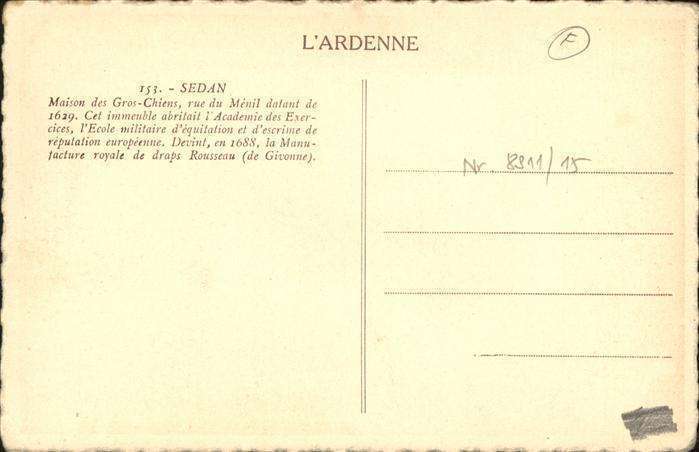 L'ARDENNE
F
153. - SEDAN
Maison des Gros-Chiens, rue du Ménil datant de
1629. Cet immeuble abritait l'Academie des Exer-
cices, l'Ecole militaire d'équitation et d'escrime de
réputation européenne. Devint, en 1688, la Manu-
facture royale de draps Rousseau (de Givonne).
Nr. 8911/15